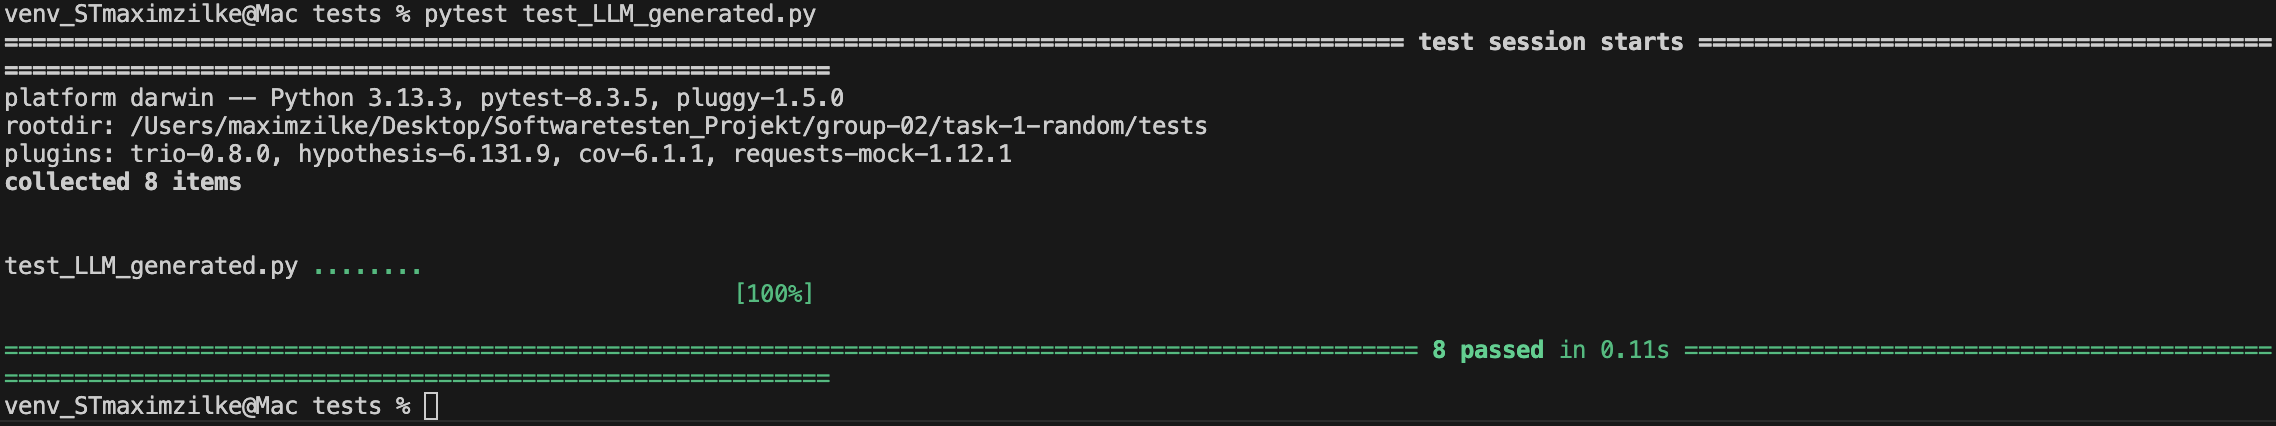 venv_STmaximzilke@Mac tests % pytest test_LLM_generated.py
==================================================================================================== test session starts =========================================
===========================================================
platform darwin -- Python 3.13.3, pytest-8.3.5, pluggy-1.5.0
rootdir: /Users/maximzilke/Desktop/Softwaretesten_Projekt/group-02/task-1-random/tests
plugins: trio-0.8.0, hypothesis-6.131.9, cov-6.1.1, requests-mock-1.12.1
collected 8 items
test_LLM_generated.py ........
[100%]
===================================================================================================== 8 passed in 0.11s ==========================================
===========================================================
venv_STmaximzilke@Mac tests %